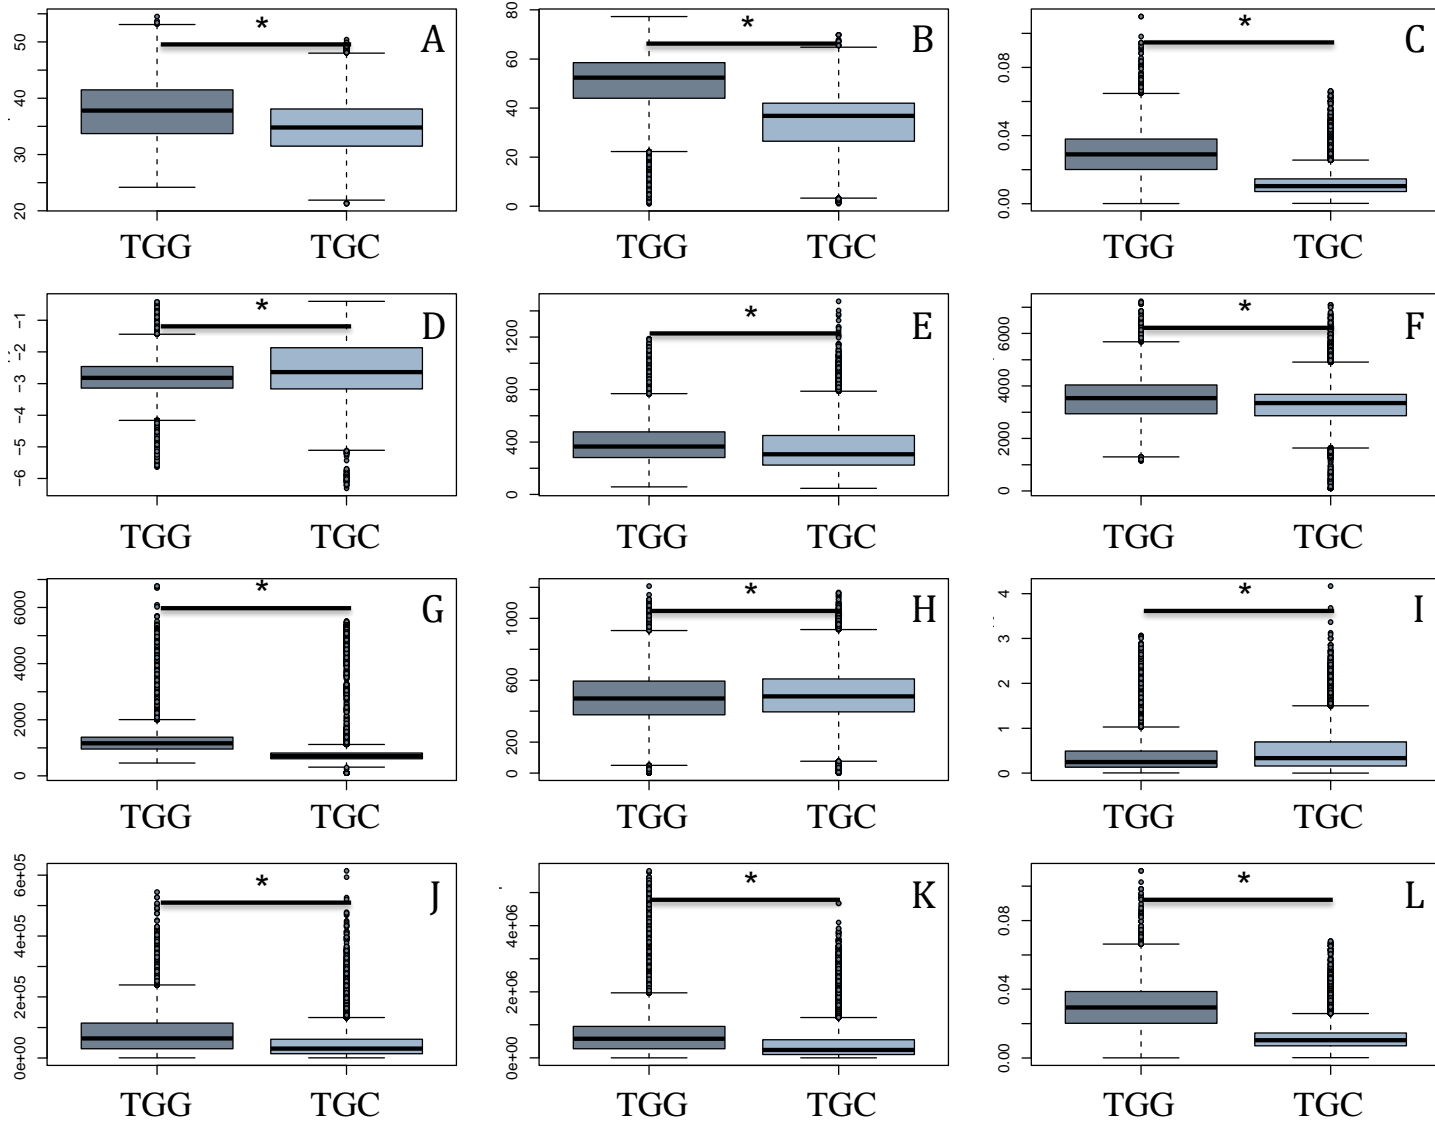 A
*
20 30 40 50
TGG TGC
B
*
0 20 40 60 80
TGG TGC
C
*
0.00 0.04 0.08
TGG TGC
D
*
−6 −5 −4 −3 −2 −1
TGG TGC
E
*
0 400 800 1200
TGG TGC
F
*
0 2000 4000 6000
TGG TGC
G
*
0 2000 4000 6000
TGG TGC
H
*
0 200 600 1000
TGG TGC
I
*
0 1 2 3 4
TGG TGC
J
*
0e+00 2e+05 4e+05 6e+05
TGG TGC
K
*
0e+00 2e+06 4e+06
TGG TGC
L
*
0.00 0.04 0.08
TGG TGC